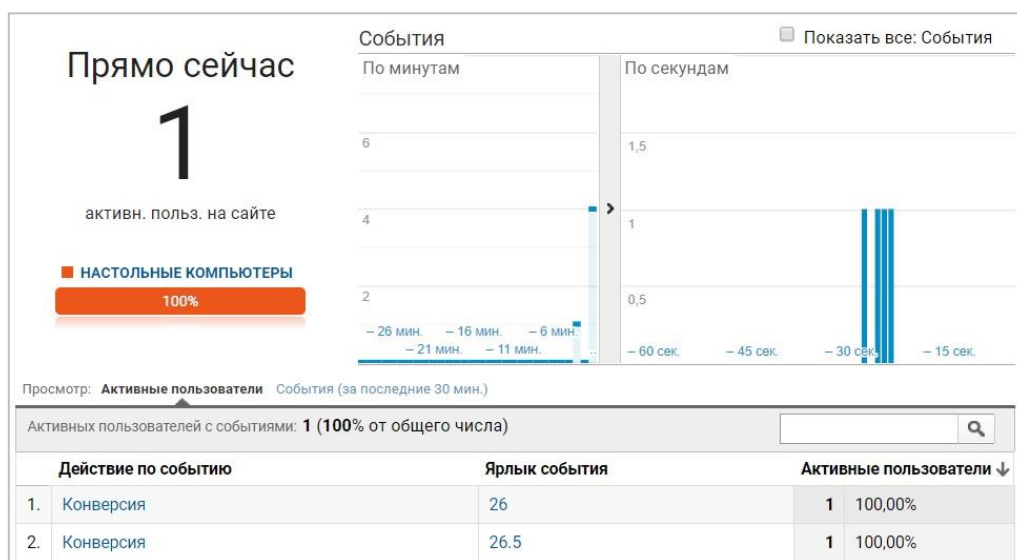 Прямо сейчас
1
активн. польз. на сайте
НАСТОЛЬНЫЕ КОМПЬЮТЕРЫ
100%
События
Показать все: События
По минутам
По секундам
6
4
2
– 26 мин. – 16 мин. – 6 мин.
– 21 мин. – 11 мин. ..
1,5
1
0,5
– 60 сек. – 45 сек. – 30 сек. – 15 сек.
Просмотр: Активные пользователи События (за последние 30 мин.)
Активных пользователей с событиями: 1 (100% от общего числа)
Действие по событию Ярлык события Активные пользователи
1. Конверсия 26 1 100,00%
2. Конверсия 26.5 1 100,00%